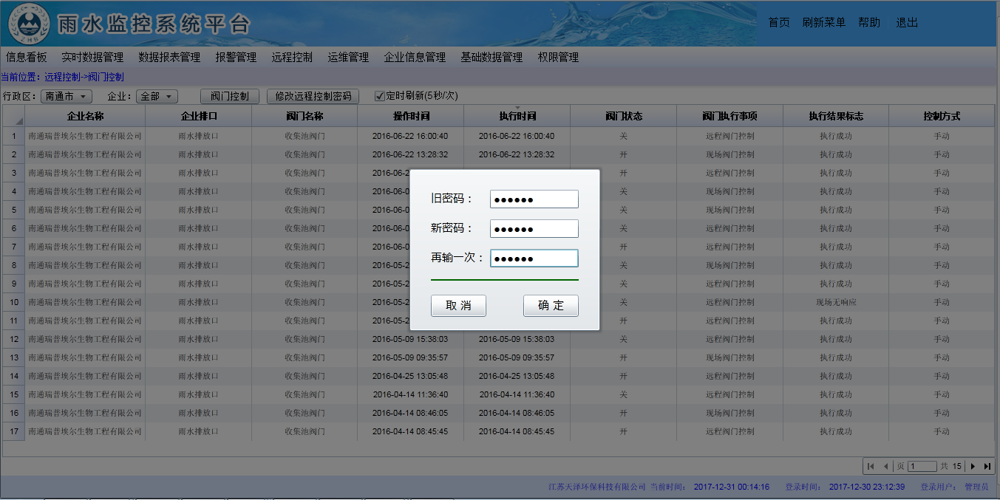 雨水监控系统平台
首页 刷新菜单 帮助 退出
信息看板 实时数据管理 数据报表管理 报警管理 远程控制 运维管理 企业信息管理 基础数据管理 权限管理
当前位置：远程控制->阀门控制
行政区： 南通市 企业： 全部 阀门控制 修改远程控制密码 定时刷新(5秒/次)
企业名称 企业排口 阀门名称 操作时间 执行时间 阀门状态 阀门执行事项 执行结果标志 控制方式
1 南通瑞普埃尔生物工程有限公司 雨水排放口 收集池阀门 2016-06-22 16:00:40 2016-06-22 16:00:40 关 远程阀门控制 执行成功 手动
2 南通瑞普埃尔生物工程有限公司 雨水排放口 收集池阀门 2016-06-22 13:28:32 2016-06-22 13:28:32 开 现场阀门控制 执行成功 手动
3 南通瑞普埃尔生物工程有限公司 雨水排放口 收集池阀门 2016-06-2 开 远程阀门控制 执行成功 手动
4 南通瑞普埃尔生物工程有限公司 雨水排放口 收集池阀门 2016-06-0 关 现场阀门控制 执行成功 手动
5 南通瑞普埃尔生物工程有限公司 雨水排放口 收集池阀门 2016-06-0 关 现场阀门控制 执行成功 手动
6 南通瑞普埃尔生物工程有限公司 雨水排放口 收集池阀门 2016-06-0 关 远程阀门控制 执行成功 手动
7 南通瑞普埃尔生物工程有限公司 雨水排放口 收集池阀门 2016-06-0 开 远程阀门控制 执行成功 手动
8 南通瑞普埃尔生物工程有限公司 雨水排放口 收集池阀门 2016-05-2 关 现场阀门控制 执行成功 手动
9 南通瑞普埃尔生物工程有限公司 雨水排放口 收集池阀门 2016-05-2 关 远程阀门控制 执行成功 手动
10 南通瑞普埃尔生物工程有限公司 雨水排放口 收集池阀门 2016-05-2 关 远程阀门控制 现场无响应 手动
11 南通瑞普埃尔生物工程有限公司 雨水排放口 收集池阀门 2016-05-2 开 远程阀门控制 执行成功 手动
12 南通瑞普埃尔生物工程有限公司 雨水排放口 收集池阀门 2016-05-09 15:38:03 2016-05-09 15:38:03 关 远程阀门控制 执行成功 手动
13 南通瑞普埃尔生物工程有限公司 雨水排放口 收集池阀门 2016-05-09 09:35:57 2016-05-09 09:35:57 开 现场阀门控制 执行成功 手动
14 南通瑞普埃尔生物工程有限公司 雨水排放口 收集池阀门 2016-04-25 13:05:48 2016-04-25 13:05:48 开 远程阀门控制 执行成功 手动
15 南通瑞普埃尔生物工程有限公司 雨水排放口 收集池阀门 2016-04-14 11:36:40 2016-04-14 11:36:40 关 远程阀门控制 执行成功 手动
16 南通瑞普埃尔生物工程有限公司 雨水排放口 收集池阀门 2016-04-14 08:46:05 2016-04-14 08:46:05 开 现场阀门控制 执行成功 手动
17 南通瑞普埃尔生物工程有限公司 雨水排放口 收集池阀门 2016-04-14 08:45:45 2016-04-14 08:45:45 开 远程阀门控制 执行成功 手动
旧密码： ●●●●●●
新密码： ●●●●●●
再输一次： ●●●●●●
取 消 确 定
页 1 共 15
江苏天泽环保科技有限公司 当前时间： 2017-12-31 00:14:16 登录时间： 2017-12-30 23:12:39 登录用户： 管理员